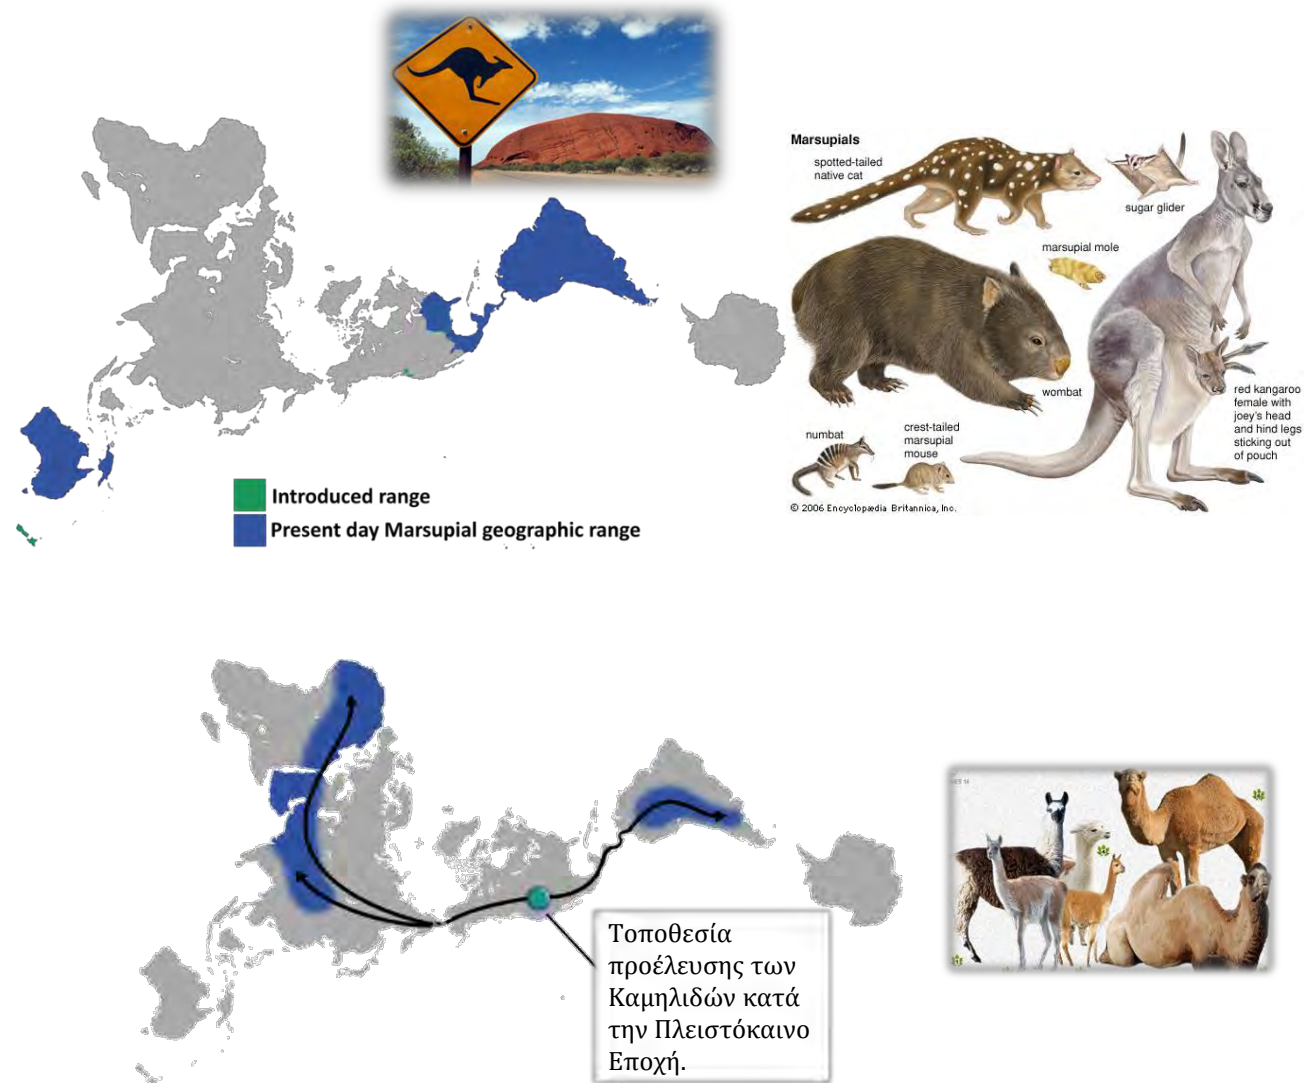 Marsupials
spotted-tailed
native cat
sugar glider
marsupial mole
wombat
red kangaroo
female with
joey's head
and hind legs
sticking out
of pouch
numbat
crest-tailed
marsupial
mouse
© 2006 Encyclopædia Britannica, Inc.
Introduced range
Present day Marsupial geographic range
Τοποθεσία
προέλευσης των
Καμηλιδών κατά
την Πλειστόκαινο
Εποχή.